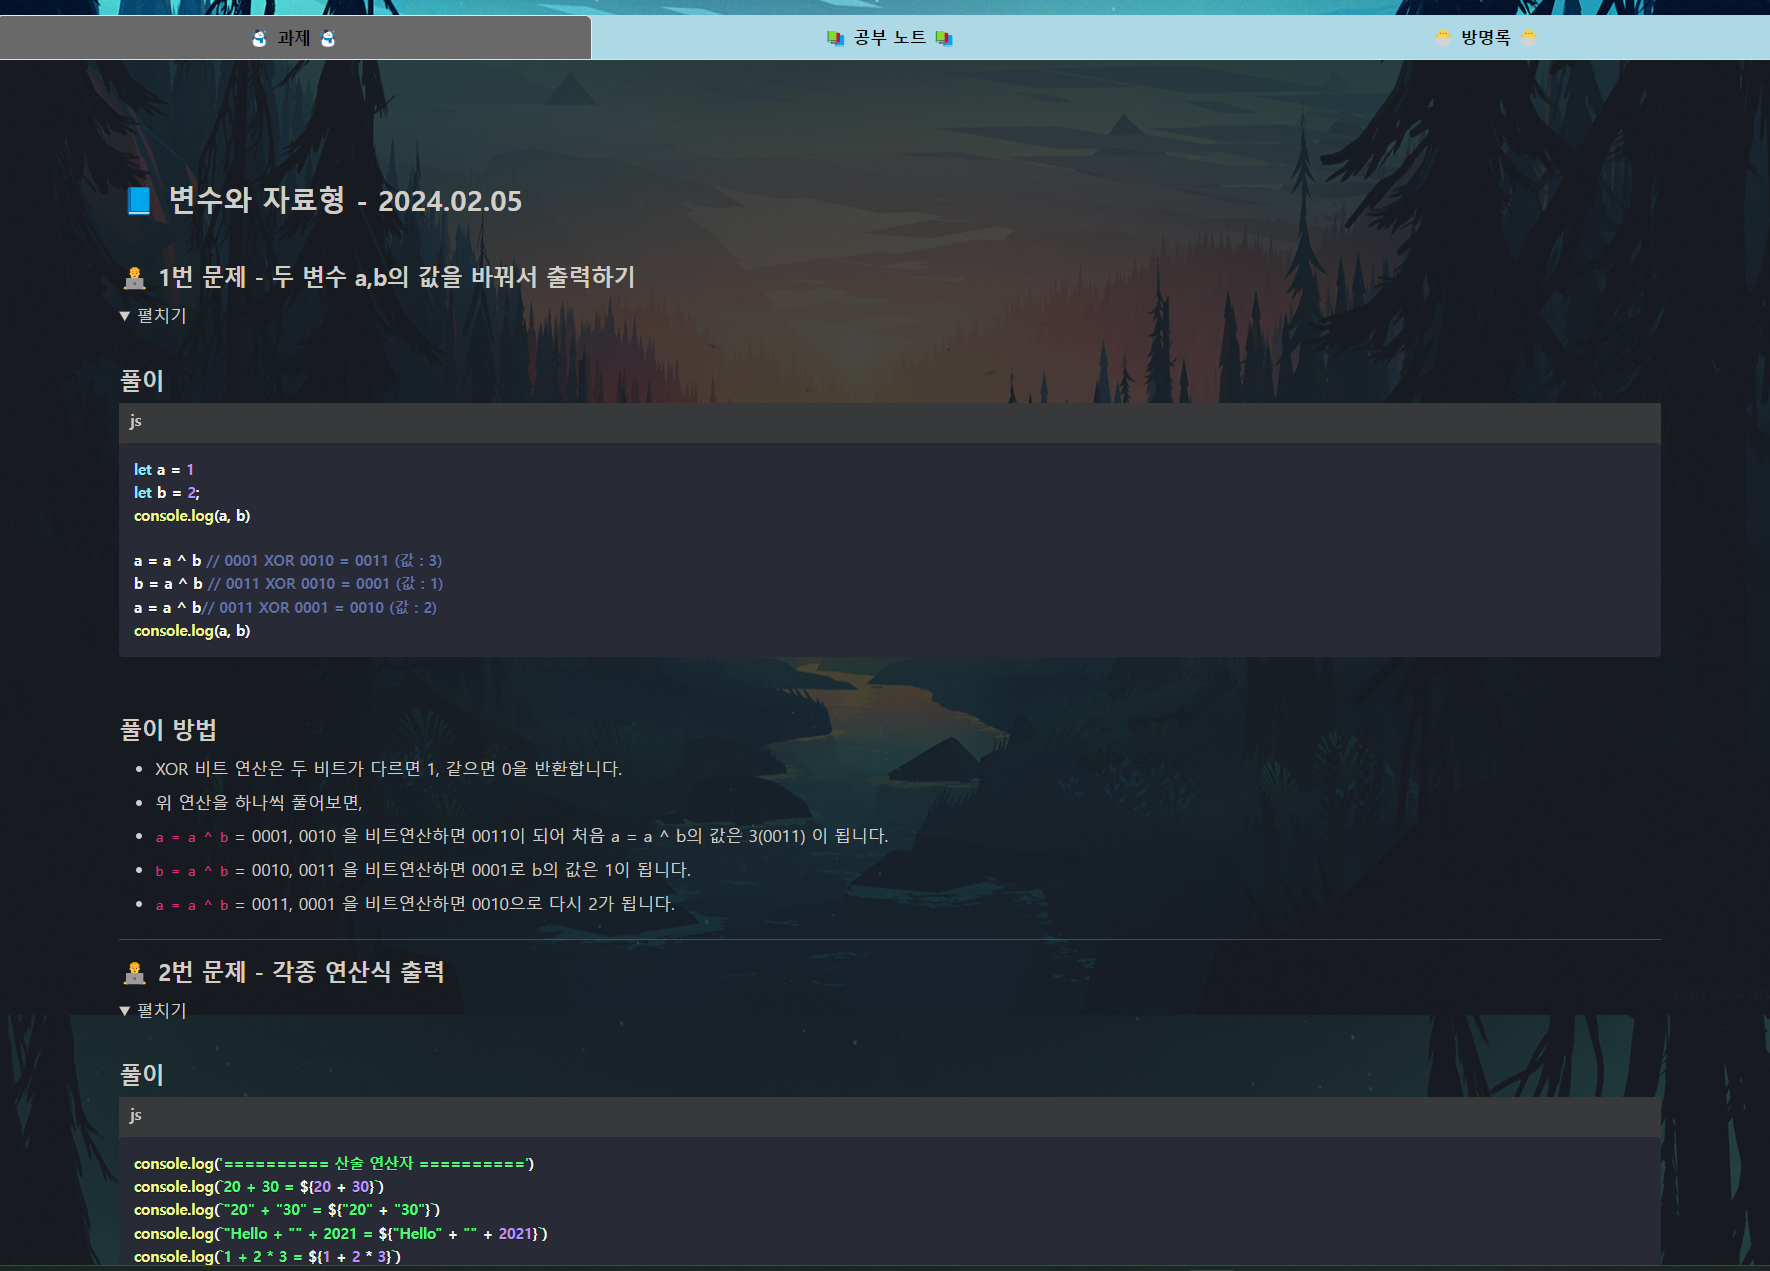 과제
공부 노트
방명록
변수와 자료형 - 2024.02.05
1번 문제 - 두 변수 a,b의 값을 바꿔서 출력하기
▼ 펼치기
풀이
js
let a = 1
let b = 2;
console.log(a, b)
a = a ^ b // 0001 XOR 0010 = 0011 (값 : 3)
b = a ^ b // 0011 XOR 0010 = 0001 (값 : 1)
a = a ^ b// 0011 XOR 0001 = 0010 (값 : 2)
console.log(a, b)
풀이 방법
• XOR 비트 연산은 두 비트가 다르면 1, 같으면 0을 반환합니다.
• 위 연산을 하나씩 풀어보면,
• a = a ^ b = 0001, 0010 을 비트연산하면 0011이 되어 처음 a = a ^ b의 값은 3(0011) 이 됩니다.
• b = a ^ b = 0010, 0011 을 비트연산하면 0001로 b의 값은 1이 됩니다.
• a = a ^ b = 0011, 0001 을 비트연산하면 0010으로 다시 2가 됩니다.
2번 문제 - 각종 연산식 출력
▼ 펼치기
풀이
js
console.log('========== 산술 연산자 ==========')
console.log(`20 + 30 = ${20 + 30}`)
console.log(`"20" + "30" = ${"20" + "30"}`)
console.log(`"Hello + "" + 2021 = ${"Hello" + "" + 2021}`)
console.log(`1 + 2 * 3 = ${1 + 2 * 3}`)